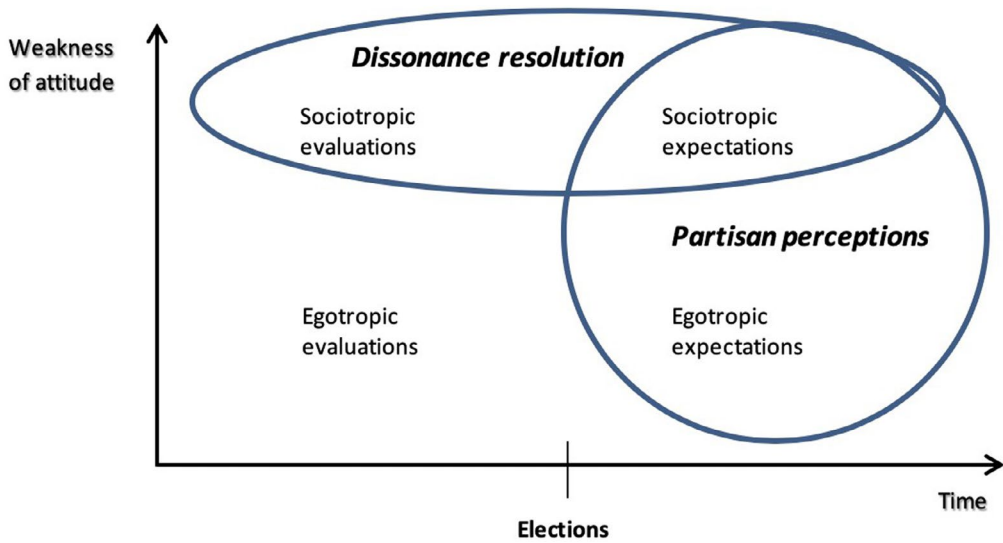 Weakness
of attitude
Dissonance resolution
Sociotropic
evaluations
Sociotropic
expectations
Partisan perceptions
Egotropic
evaluations
Egotropic
expectations
Time
Elections